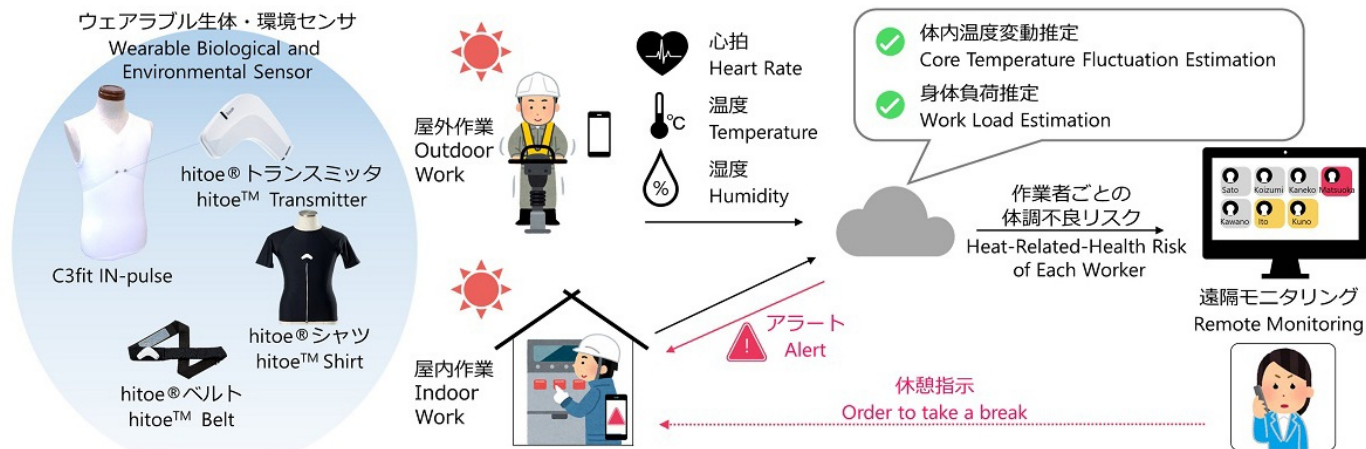 ウェアラブル生体・環境センサ
Wearable Biological and
Environmental Sensor
hitoe®トランスミッタ
hitoe™ Transmitter
C3fit IN-pulse
hitoe®シャツ
hitoe™ Shirt
hitoe®ベルト
hitoe™ Belt
屋外作業
Outdoor
Work
心拍
Heart Rate
℃
温度
Temperature
%
湿度
Humidity
屋内作業
Indoor
Work
体内温度変動推定
Core Temperature Fluctuation Estimation
身体負荷推定
Work Load Estimation
作業者ごとの
体調不良リスク
Heat-Related-Health Risk
of Each Worker
Sato Koizumi Kaneko Matsuoka
Kawano Ito Kuno
遠隔モニタリング
Remote Monitoring
!
アラート
Alert
休憩指示
Order to take a break